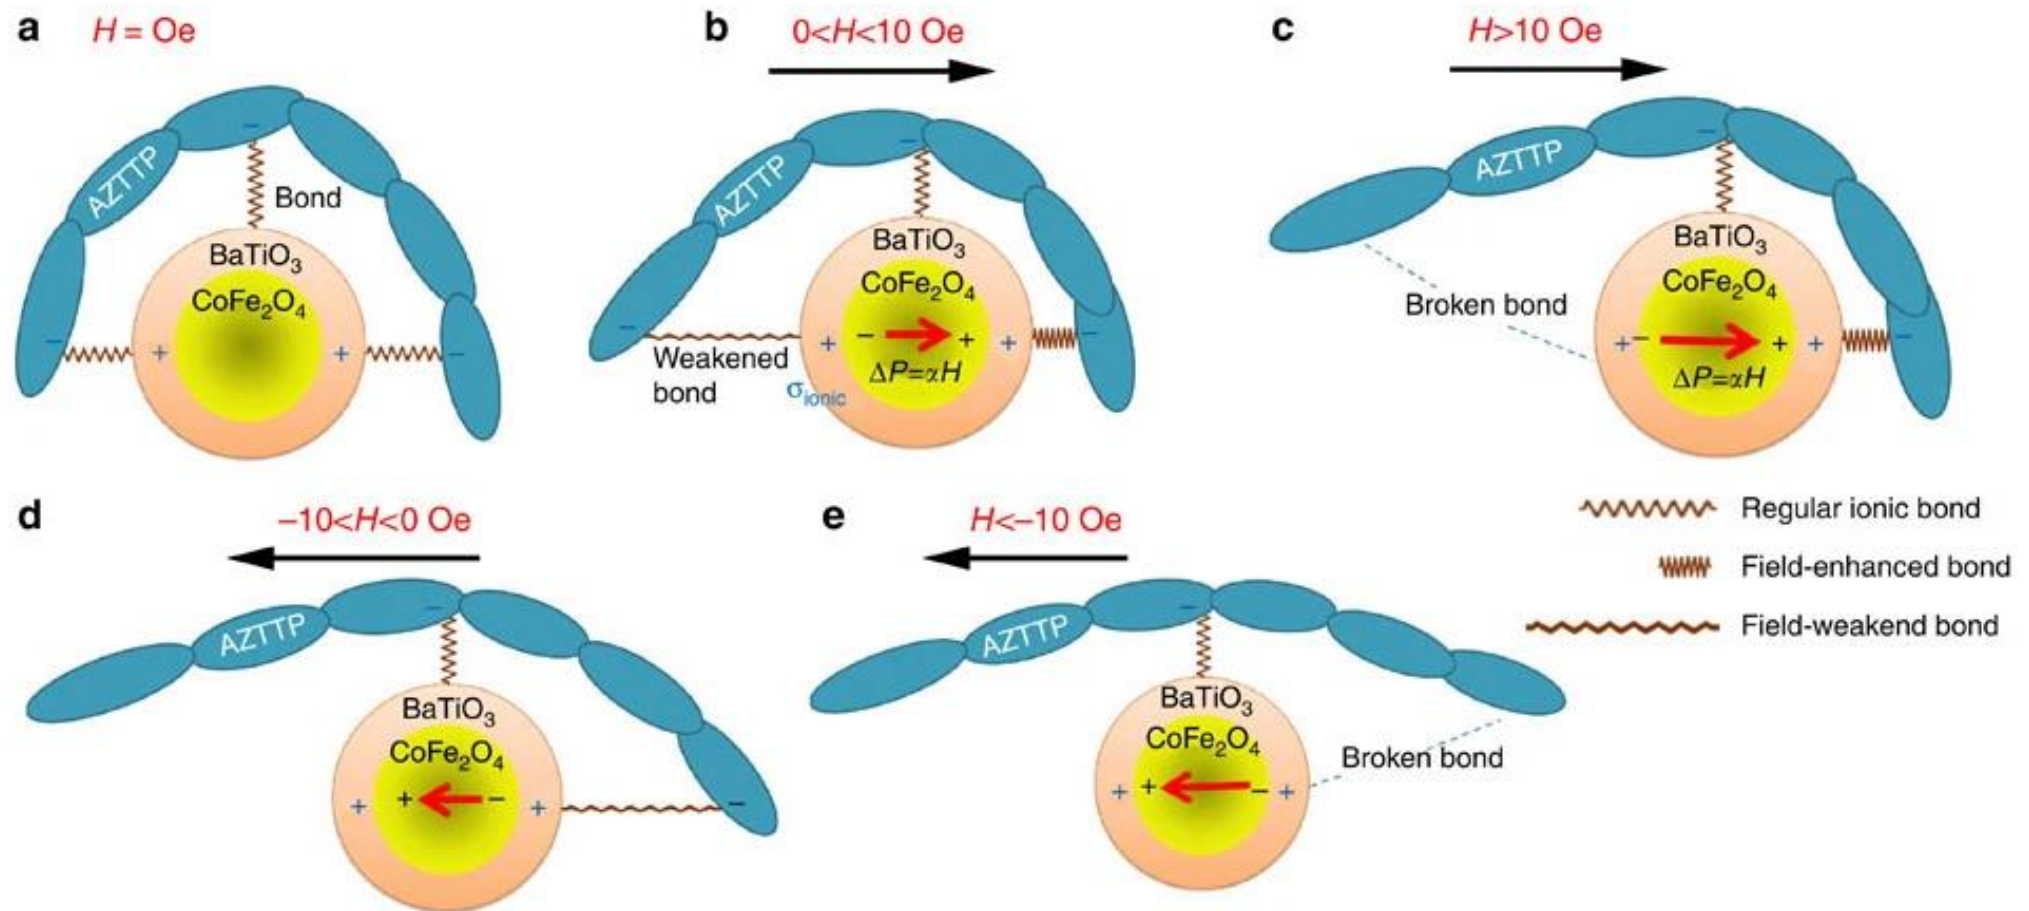 a
H = Oe
AZTTP
Bond
BaTiO₃
CoFe₂O₄
− − −
+ +
b
0<H<10 Oe
AZTTP
BaTiO₃
CoFe₂O₄
− − −
+ − + +
Weakened
bond
σionic
ΔP=αH
c
H>10 Oe
AZTTP
BaTiO₃
CoFe₂O₄
Broken bond
− −
+ − + +
ΔP=αH
d
–10<H<0 Oe
AZTTP
BaTiO₃
CoFe₂O₄
− −
+ + − +
e
H<–10 Oe
AZTTP
BaTiO₃
CoFe₂O₄
−
+ + − +
Broken bond
Regular ionic bond
Field-enhanced bond
Field-weakend bond